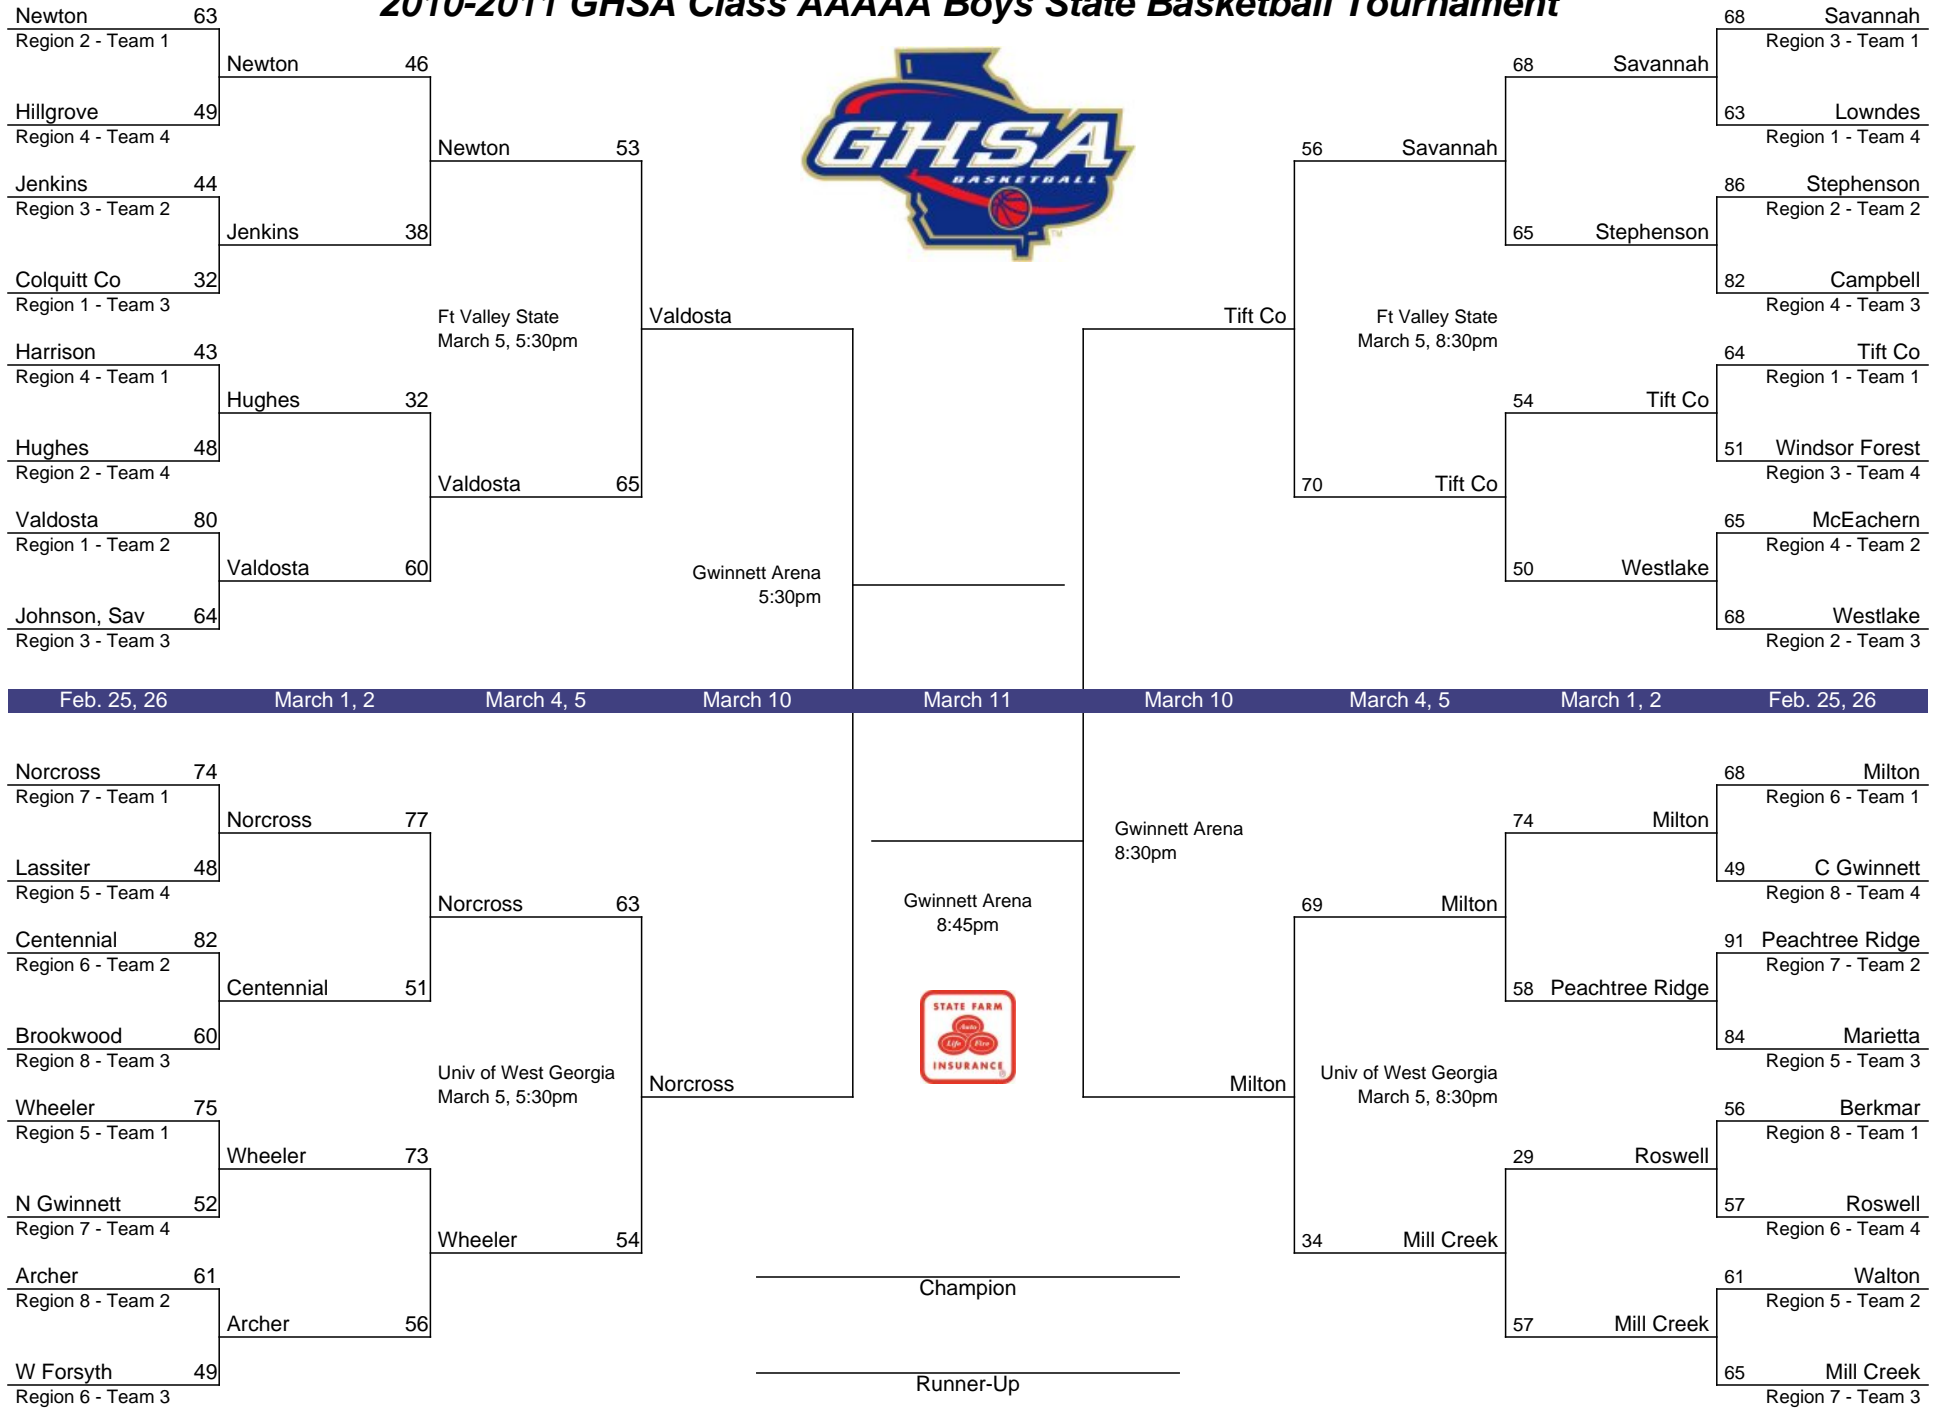 2010-2011 GHSA Class AAAAA Boys State Basketball Tournament
Newton 63
Region 2 - Team 1
Newton 46
Hillgrove 49
Region 4 - Team 4
Newton 53
Jenkins 44
Region 3 - Team 2
Jenkins 38
Colquitt Co 32
Region 1 - Team 3
Ft Valley State
March 5, 5:30pm
Valdosta
Harrison 43
Region 4 - Team 1
Hughes 32
Hughes 48
Region 2 - Team 4
Valdosta 65
Valdosta 80
Region 1 - Team 2
Valdosta 60
Johnson, Sav 64
Region 3 - Team 3
Gwinnett Arena
5:30pm
GHSA
BASKETBALL
TM
68 Savannah
Region 3 - Team 1
68 Savannah
63 Lowndes
Region 1 - Team 4
56 Savannah
86 Stephenson
Region 2 - Team 2
65 Stephenson
82 Campbell
Region 4 - Team 3
Tift Co
Ft Valley State
March 5, 8:30pm
64 Tift Co
Region 1 - Team 1
54 Tift Co
51 Windsor Forest
Region 3 - Team 4
70 Tift Co
65 McEachern
Region 4 - Team 2
50 Westlake
68 Westlake
Region 2 - Team 3
Feb. 25, 26 March 1, 2 March 4, 5 March 10 March 11 March 10 March 4, 5 March 1, 2 Feb. 25, 26
Norcross 74
Region 7 - Team 1
Norcross 77
Lassiter 48
Region 5 - Team 4
Norcross 63
Centennial 82
Region 6 - Team 2
Centennial 51
Brookwood 60
Region 8 - Team 3
Univ of West Georgia
March 5, 5:30pm
Norcross
Wheeler 75
Region 5 - Team 1
Wheeler 73
N Gwinnett 52
Region 7 - Team 4
Wheeler 54
Archer 61
Region 8 - Team 2
Archer 56
W Forsyth 49
Region 6 - Team 3
Gwinnett Arena
8:45pm
STATE FARM
Auto
Life Fire
INSURANCE
®
Champion
Runner-Up
Gwinnett Arena
8:30pm
68 Milton
Region 6 - Team 1
74 Milton
49 C Gwinnett
Region 8 - Team 4
69 Milton
91 Peachtree Ridge
Region 7 - Team 2
58 Peachtree Ridge
84 Marietta
Region 5 - Team 3
Milton
Univ of West Georgia
March 5, 8:30pm
56 Berkmar
Region 8 - Team 1
29 Roswell
57 Roswell
Region 6 - Team 4
34 Mill Creek
61 Walton
Region 5 - Team 2
57 Mill Creek
65 Mill Creek
Region 7 - Team 3